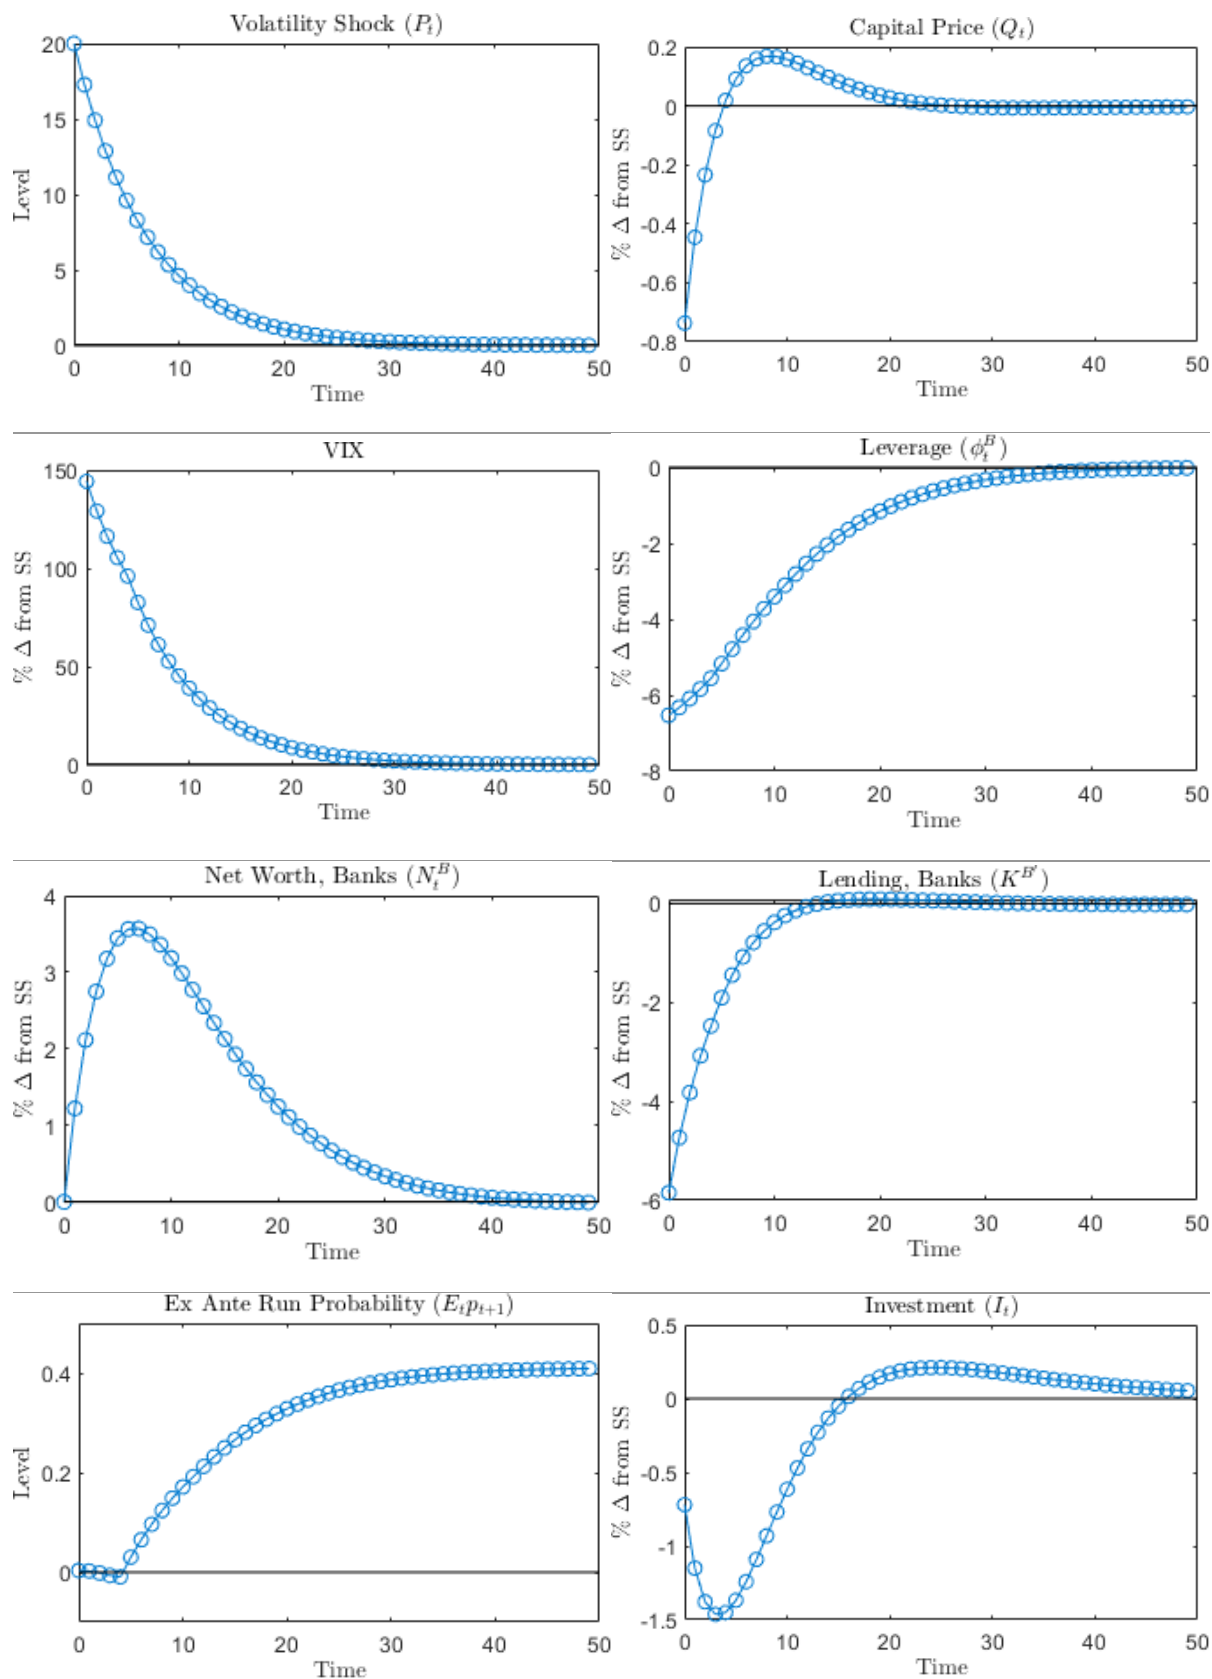 Volatility Shock (P_t)
Level
20
15
10
5
0
0 10 20 30 40 50
Time
Capital Price (Q_t)
% Δ from SS
0.2
0
-0.2
-0.4
-0.6
-0.8
0 10 20 30 40 50
Time
VIX
% Δ from SS
150
100
50
0
0 10 20 30 40 50
Time
Leverage (ϕ_t^B)
% Δ from SS
0
-2
-4
-6
-8
0 10 20 30 40 50
Time
Net Worth, Banks (N_t^B)
% Δ from SS
4
3
2
1
0
0 10 20 30 40 50
Time
Lending, Banks (K^{B'})
% Δ from SS
0
-2
-4
-6
0 10 20 30 40 50
Time
Ex Ante Run Probability (E_t p_{t+1})
Level
0.4
0.2
0
0 10 20 30 40 50
Time
Investment (I_t)
% Δ from SS
0.5
0
-0.5
-1
-1.5
0 10 20 30 40 50
Time